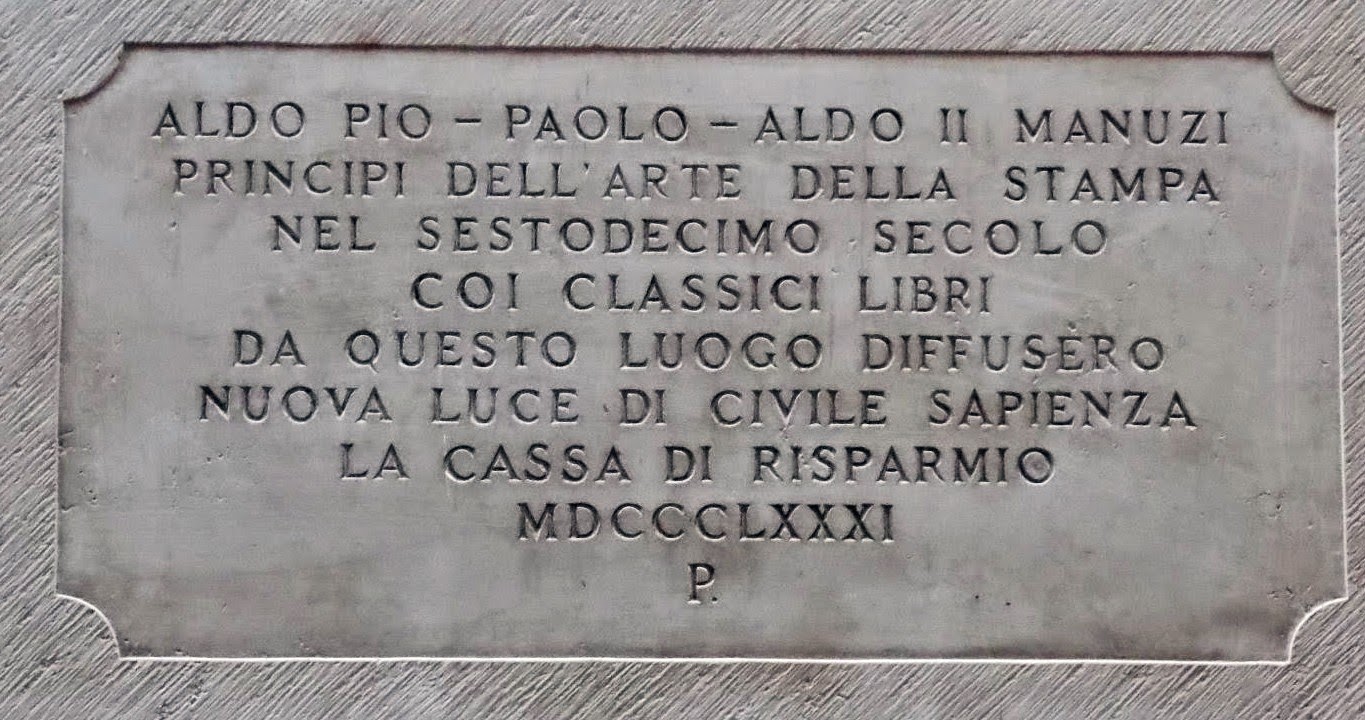 ALDO PIO – PAOLO – ALDO II MANUZI
PRINCIPI DELL'ARTE DELLA STAMPA
NEL SESTODECIMO SECOLO
COI CLASSICI LIBRI
DA QUESTO LUOGO DIFFUSERO
NUOVA LUCE DI CIVILE SAPIENZA
LA CASSA DI RISPARMIO
MDCCCLXXXI
P.